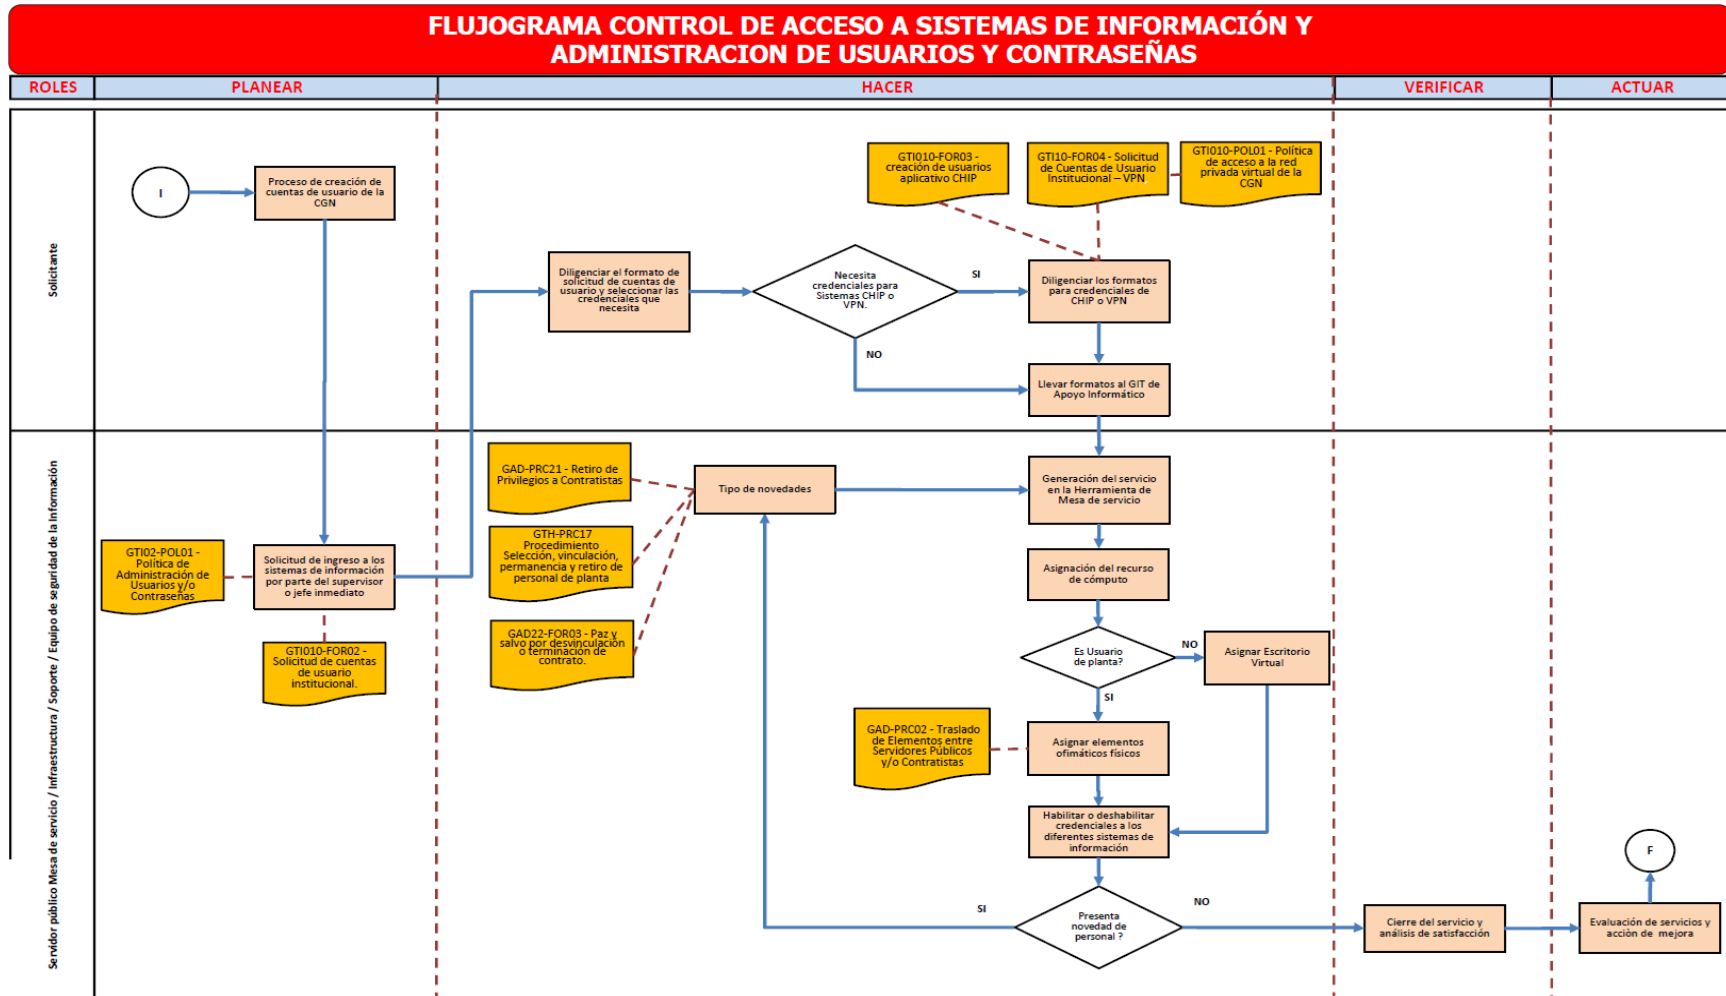 FLUJOGRAMA CONTROL DE ACCESO A SISTEMAS DE INFORMACIÓN Y
ADMINISTRACION DE USUARIOS Y CONTRASEÑAS
ROLES
PLANEAR
HACER
VERIFICAR
ACTUAR
Solicitante
I
Proceso de creación de
cuentas de usuario de la
CGN
GTI010-FOR03 -
creación de usuarios
aplicativo CHIP
GTI10-FOR04 - Solicitud
de Cuentas de Usuario
Institucional – VPN
GTI010-POL01 - Política
de acceso a la red
privada virtual de la
CGN
Diligenciar el formato de
solicitud de cuentas de
usuario y seleccionar las
credenciales que
necesita
Necesita
credenciales para
Sistemas CHIP o
VPN.
SI
NO
Diligenciar los formatos
para credenciales de
CHIP o VPN
Llevar formatos al GIT de
Apoyo Informático
Servidor público Mesa de servicio / Infraestructura / Soporte / Equipo de seguridad de la Información
GTI02-POL01 -
Política de
Administración de
Usuarios y/o
Contraseñas
Solicitud de ingreso a los
sistemas de información
por parte del supervisor
o jefe inmediato
GTI010-FOR02 -
Solicitud de cuentas
de usuario
institucional.
GAD-PRC21 - Retiro de
Privilegios a Contratistas
GTH-PRC17
Procedimiento
Selección, vinculación,
permanencia y retiro de
personal de planta
GAD22-FOR03 - Paz y
salvo por desvinculación
o terminación de
contrato.
Tipo de novedades
Generación del servicio
en la Herramienta de
Mesa de servicio
Asignación del recurso
de cómputo
Es Usuario
de planta?
NO
SI
Asignar Escritorio
Virtual
GAD-PRC02 - Traslado
de Elementos entre
Servidores Públicos
y/o Contratistas
Asignar elementos
ofimáticos físicos
Habilitar o deshabilitar
credenciales a los
diferentes sistemas de
información
Presenta
novedad de
personal ?
SI
NO
Cierre del servicio y
análisis de satisfacción
Evaluación de servicios y
acciòn de mejora
F